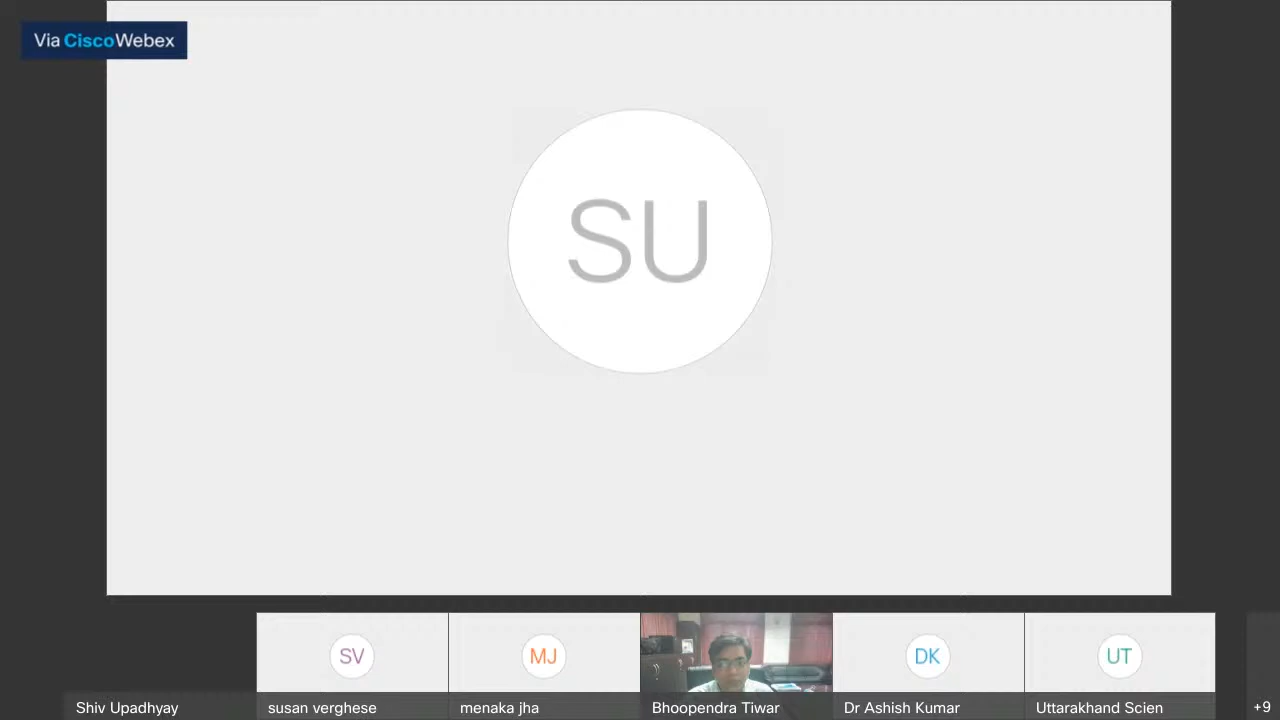 Via CiscoWebex
SU
SV
MJ
DK
UT
Shiv Upadhyay
susan verghese
menaka jha
Bhoopendra Tiwar
Dr Ashish Kumar
Uttarakhand Scien
+9